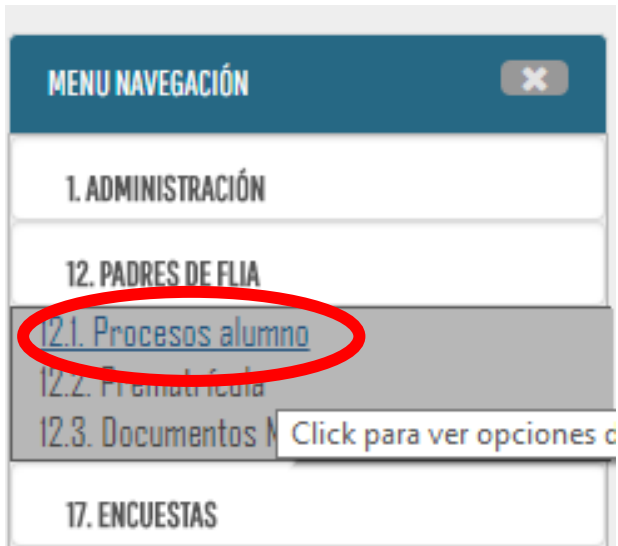 MENU NAVEGACIÓN
1. ADMINISTRACIÓN
12. PADRES DE FLIA
12.1. Procesos alumno
12.2. Prematrícula
12.3. Documentos
Click para ver opciones
17. ENCUESTAS